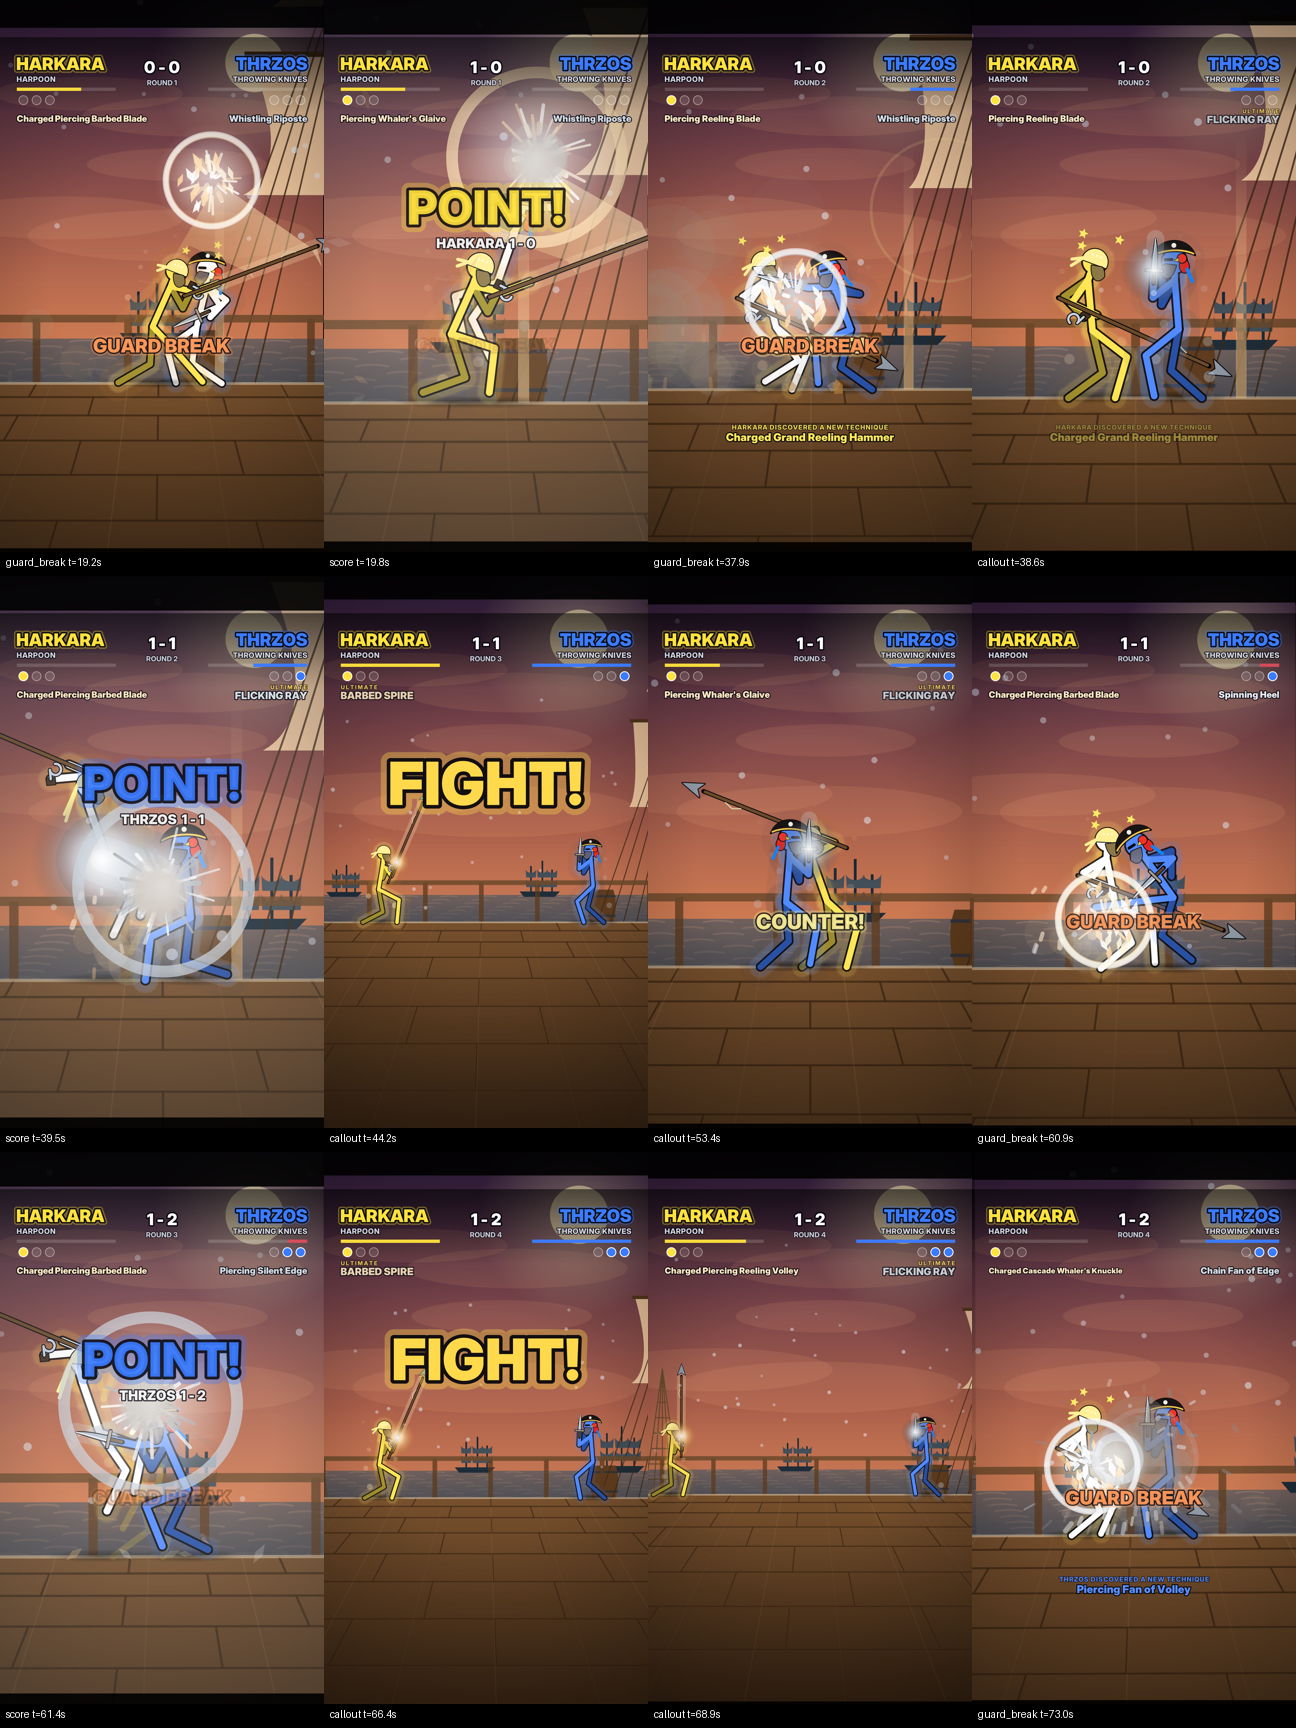 HARKARA
HARPOON
0-0
ROUND 1
THRZOS
THROWING KNIVES
Charged Piercing Barbed Blade
Whistling Riposte
GUARD BREAK
guard_break t=19.2s
HARKARA
HARPOON
1-0
ROUND 1
THRZOS
THROWING KNIVES
Piercing Whaler's Glaive
Whistling Riposte
POINT!
HARKARA 1-0
GUARD BREAK
score t=19.8s
HARKARA
HARPOON
1-0
ROUND 2
THRZOS
THROWING KNIVES
Piercing Reeling Blade
Whistling Riposte
GUARD BREAK
HARKARA DISCOVERED A NEW TECHNIQUE
Charged Grand Reeling Hammer
guard_break t=37.9s
HARKARA
HARPOON
1-0
ROUND 2
THRZOS
THROWING KNIVES
Piercing Reeling Blade
ULTIMATE
FLICKING RAY
HARKARA DISCOVERED A NEW TECHNIQUE
Charged Grand Reeling Hammer
callout t=38.6s
HARKARA
HARPOON
1-1
ROUND 2
THRZOS
THROWING KNIVES
Charged Piercing Barbed Blade
ULTIMATE
FLICKING RAY
POINT!
THRZOS 1-1
score t=39.5s
HARKARA
HARPOON
1-1
ROUND 3
THRZOS
THROWING KNIVES
ULTIMATE
BARBED SPIRE
FIGHT!
callout t=44.2s
HARKARA
HARPOON
1-1
ROUND 3
THRZOS
THROWING KNIVES
Piercing Whaler's Glaive
ULTIMATE
FLICKING RAY
COUNTER!
callout t=53.4s
HARKARA
HARPOON
1-1
ROUND 3
THRZOS
THROWING KNIVES
Charged Piercing Barbed Blade
Spinning Heel
GUARD BREAK
guard_break t=60.9s
HARKARA
HARPOON
1-2
ROUND 3
THRZOS
THROWING KNIVES
Charged Piercing Barbed Blade
Piercing Silent Edge
POINT!
THRZOS 1-2
GUARD BREAK
score t=61.4s
HARKARA
HARPOON
1-2
ROUND 4
THRZOS
THROWING KNIVES
ULTIMATE
BARBED SPIRE
FIGHT!
callout t=66.4s
HARKARA
HARPOON
1-2
ROUND 4
THRZOS
THROWING KNIVES
Charged Piercing Reeling Volley
ULTIMATE
FLICKING RAY
callout t=68.9s
HARKARA
HARPOON
1-2
ROUND 4
THRZOS
THROWING KNIVES
Charged Cascade Whaler's Knuckle
Chain Fan of Edge
GUARD BREAK
THRZOS DISCOVERED A NEW TECHNIQUE
Piercing Fan of Volley
guard_break t=73.0s